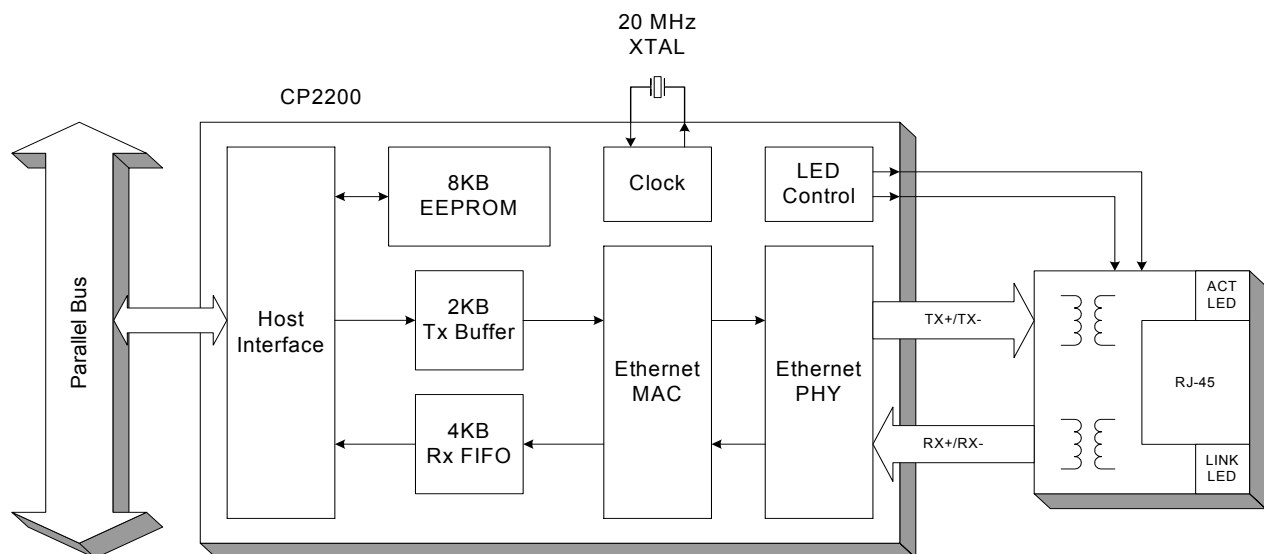 20 MHz
XTAL
CP2200
Parallel Bus
Host
Interface
8KB
EEPROM
Clock
LED
Control
2KB
Tx Buffer
4KB
Rx FIFO
Ethernet
MAC
Ethernet
PHY
TX+/TX-
RX+/RX-
ACT
LED
RJ-45
LINK
LED